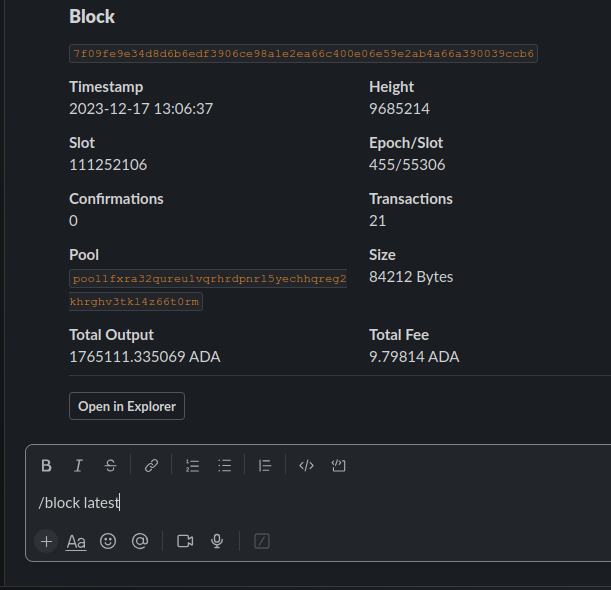 Block
7f09fe9e34d8d6b6edf3906ce98a1e2ea66c400e06e59e2ab4a66a390039ccb6
Timestamp
Height
2023-12-17 13:06:37
9685214
Slot
Epoch/Slot
111252106
455/55306
Confirmations
Transactions
0
21
Pool
Size
pool1fxra32qureulvqrhrdpnrl5yechhqreg2
khrghv3tkl4z66t0rm
84212 Bytes
Total Output
Total Fee
1765111.335069 ADA
9.79814 ADA
Open in Explorer
/block latest